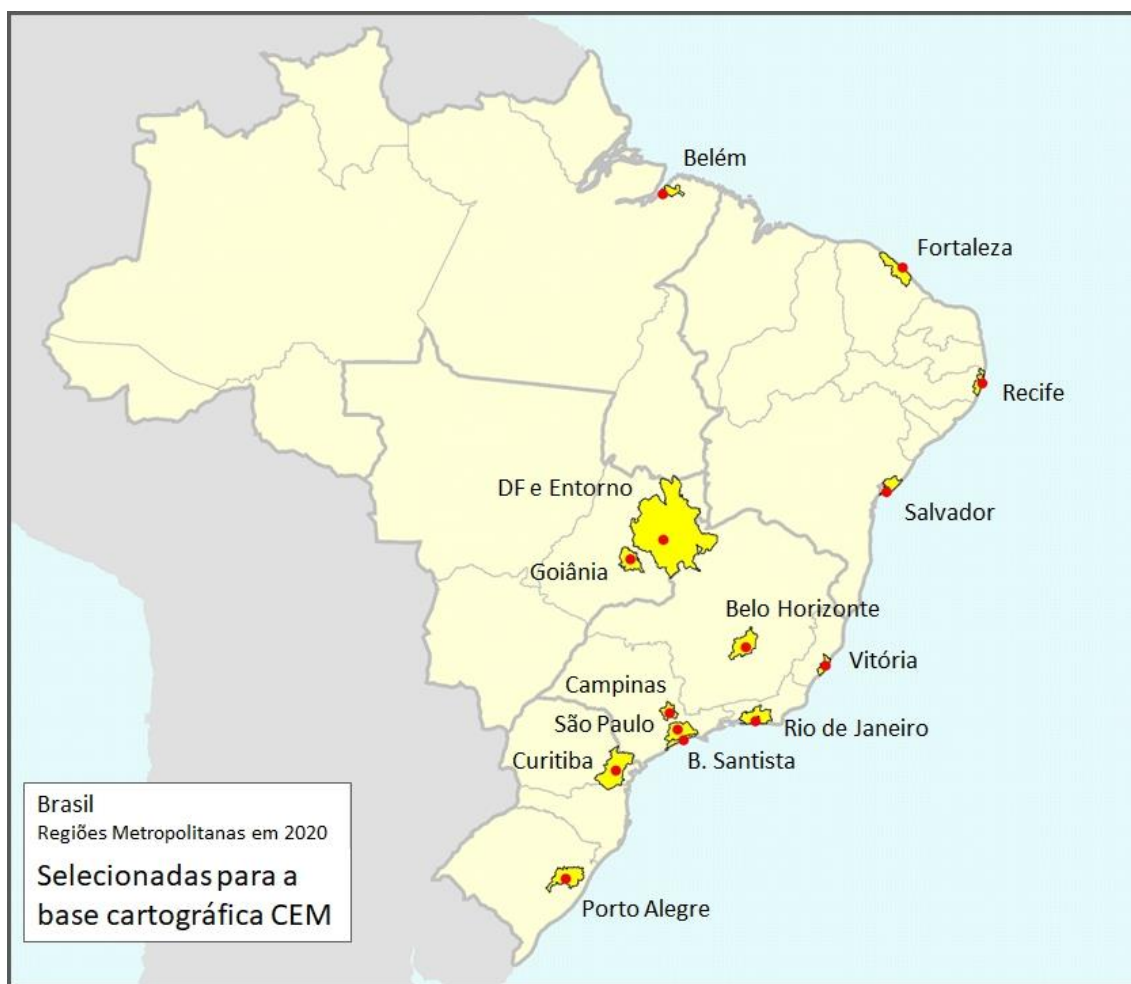 Belém
Fortaleza
Recife
DF e Entorno
Salvador
Goiânia
Belo Horizonte
Vitória
Campinas
São Paulo
Rio de Janeiro
Curitiba
B. Santista
Brasil
Regiões Metropolitanas em 2020
Selecionadas para a
base cartográfica CEM
Porto Alegre